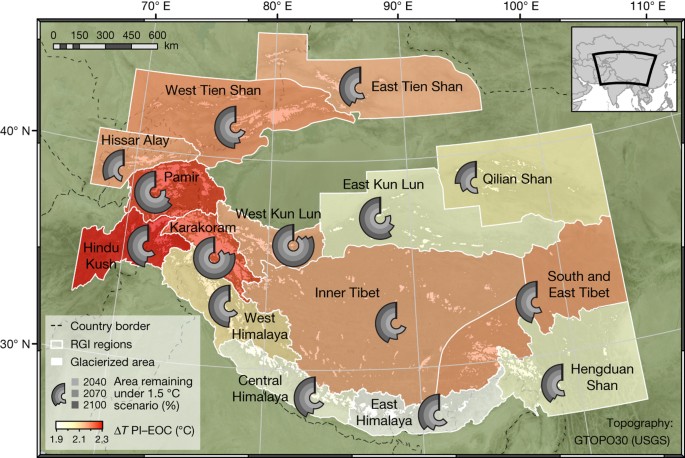 70° E 80° E 90° E 100° E 110° E
0 150 300 450 600
km
40° N
30° N
West Tien Shan
East Tien Shan
Hissar Alay
Pamir
Qilian Shan
East Kun Lun
West Kun Lun
Karakoram
Hindu
Kush
Inner Tibet
South and
East Tibet
West
Himalaya
Central
Himalaya
East
Himalaya
Hengduan
Shan
Country border
RGI regions
Glacierized area
2040 Area remaining
2070 under 1.5 °C
2100 scenario (%)
ΔT PI–EOC (°C)
1.9 2.1 2.3
Topography:
GTOPO30 (USGS)